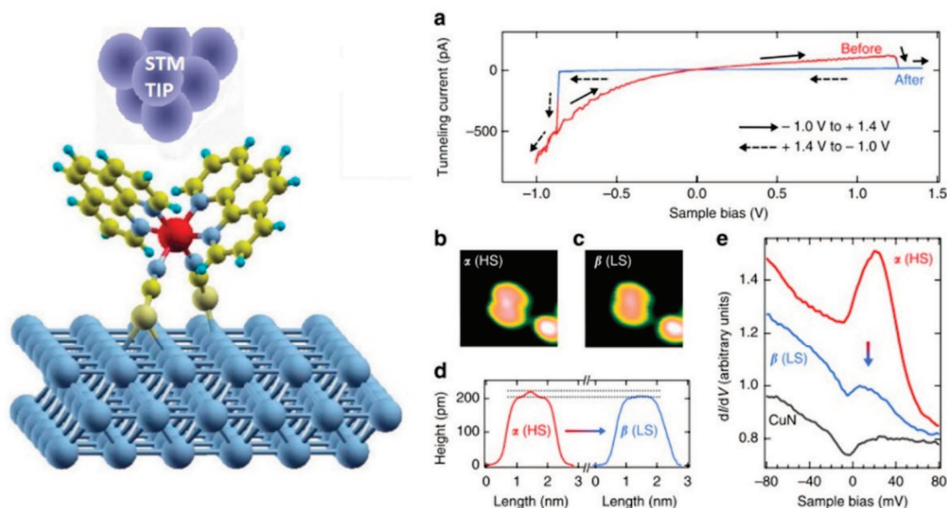 STM
TIP
a
Tunneling current (pA)
0
−500
Before
After
− 1.0 V to + 1.4 V
+ 1.4 V to − 1.0 V
−1.0
−0.5
0.0
0.5
1.0
1.5
Sample bias (V)
b
α (HS)
c
β (LS)
d
Height (pm)
200
100
0
α (HS)
β (LS)
0 1 2 3
0 1 2 3
Length (nm)
Length (nm)
e
dI/dV (arbitrary units)
1.4
1.2
1.0
0.8
α (HS)
β (LS)
CuN
−80
−40
0
40
80
Sample bias (mV)